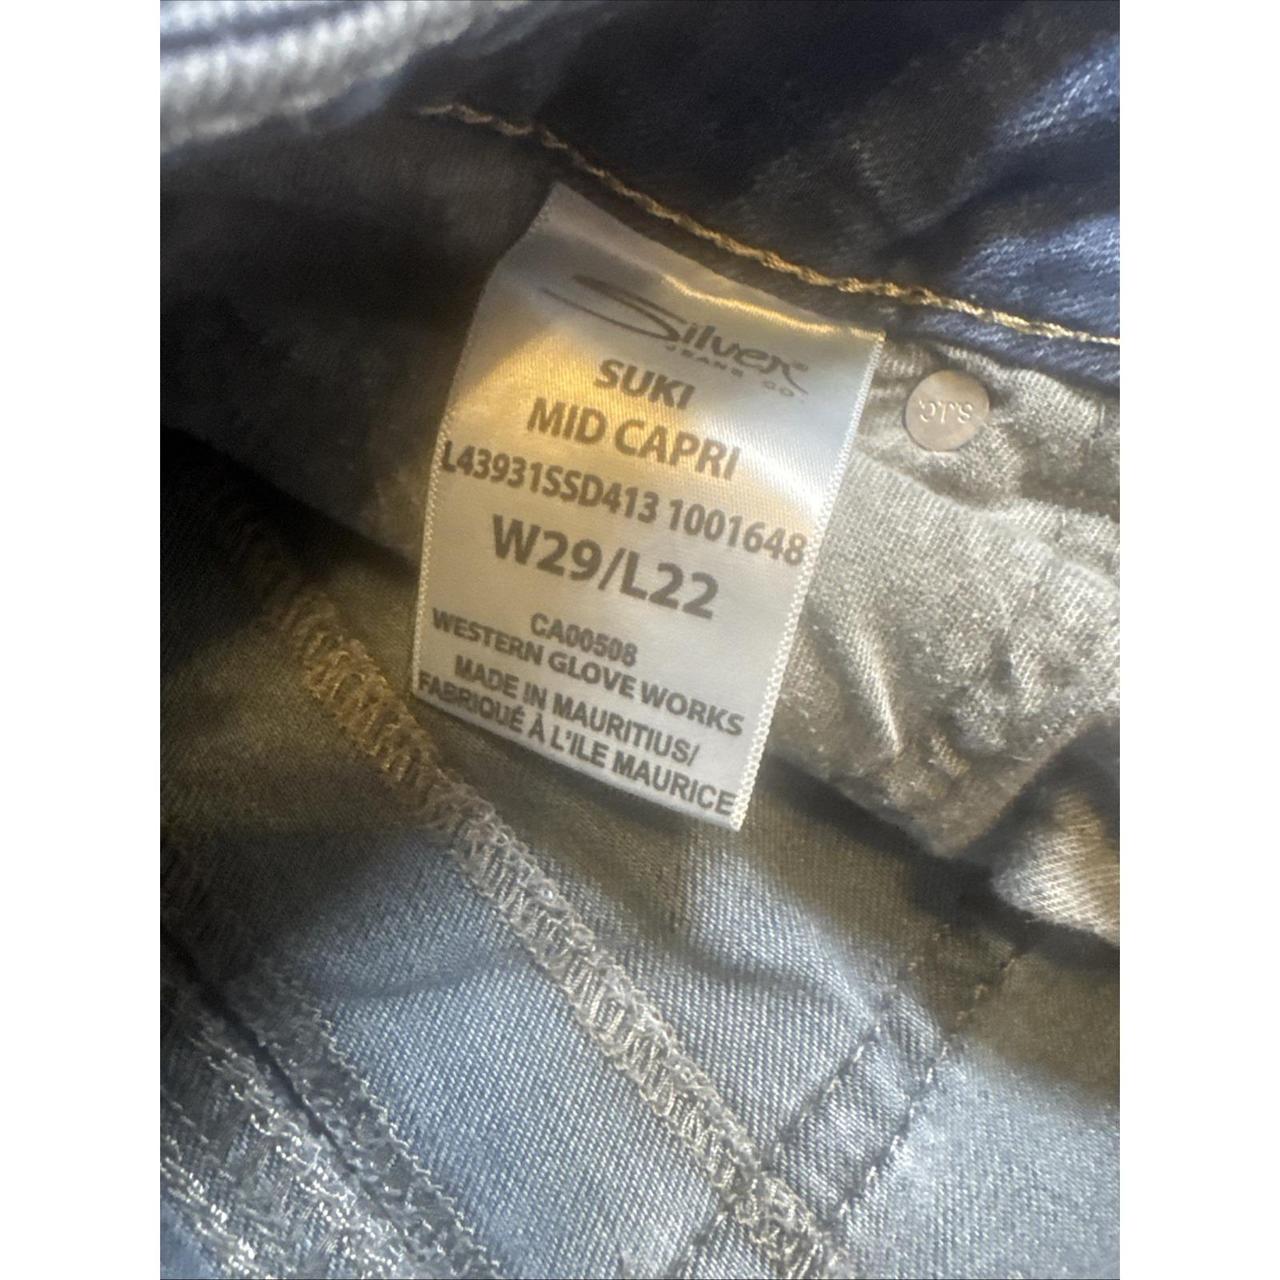 Silver
JEANS CO.
SUKI
MID CAPRI
L43931SSD413 1001648
W29/L22
CA00508
WESTERN GLOVE WORKS
MADE IN MAURITIUS/
FABRIQUÉ À L'ILE MAURICE
S.J.C.